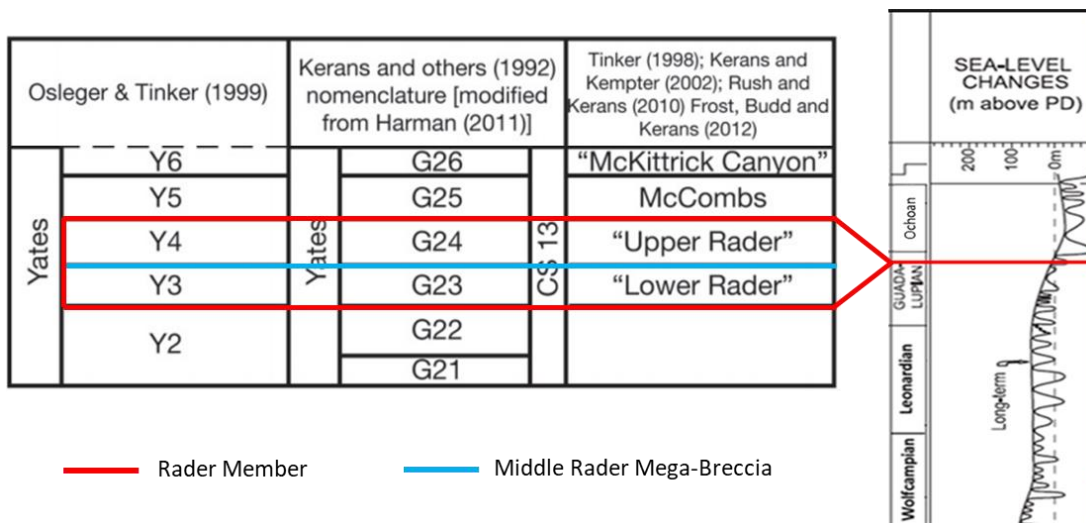 Osleger & Tinker (1999)
Kerans and others (1992)
nomenclature [modified
from Harman (2011)]
Tinker (1998); Kerans and
Kempter (2002); Rush and
Kerans (2010) Frost, Budd and
Kerans (2012)
Yates
Y6
Y5
Y4
Y3
Y2
Yates
G26
G25
G24
G23
G22
G21
CS 13
“McKittrick Canyon”
McCombs
“Upper Rader”
“Lower Rader”
Rader Member
Middle Rader Mega-Breccia
SEA-LEVEL
CHANGES
(m above PD)
200
100
0m
Ochoan
GUADA-
LUPIAN
Leonardian
Wolfcampian
Long-term